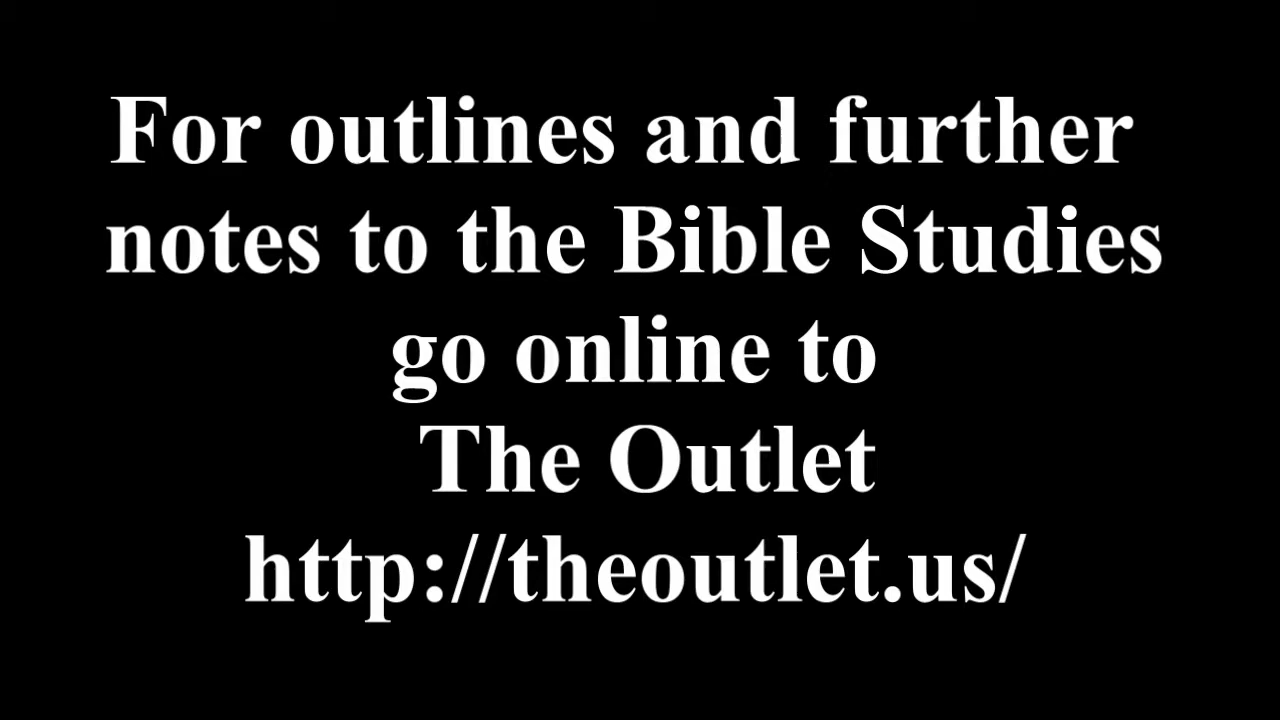 For outlines and further
notes to the Bible Studies
go online to
The Outlet
http://theoutlet.us/